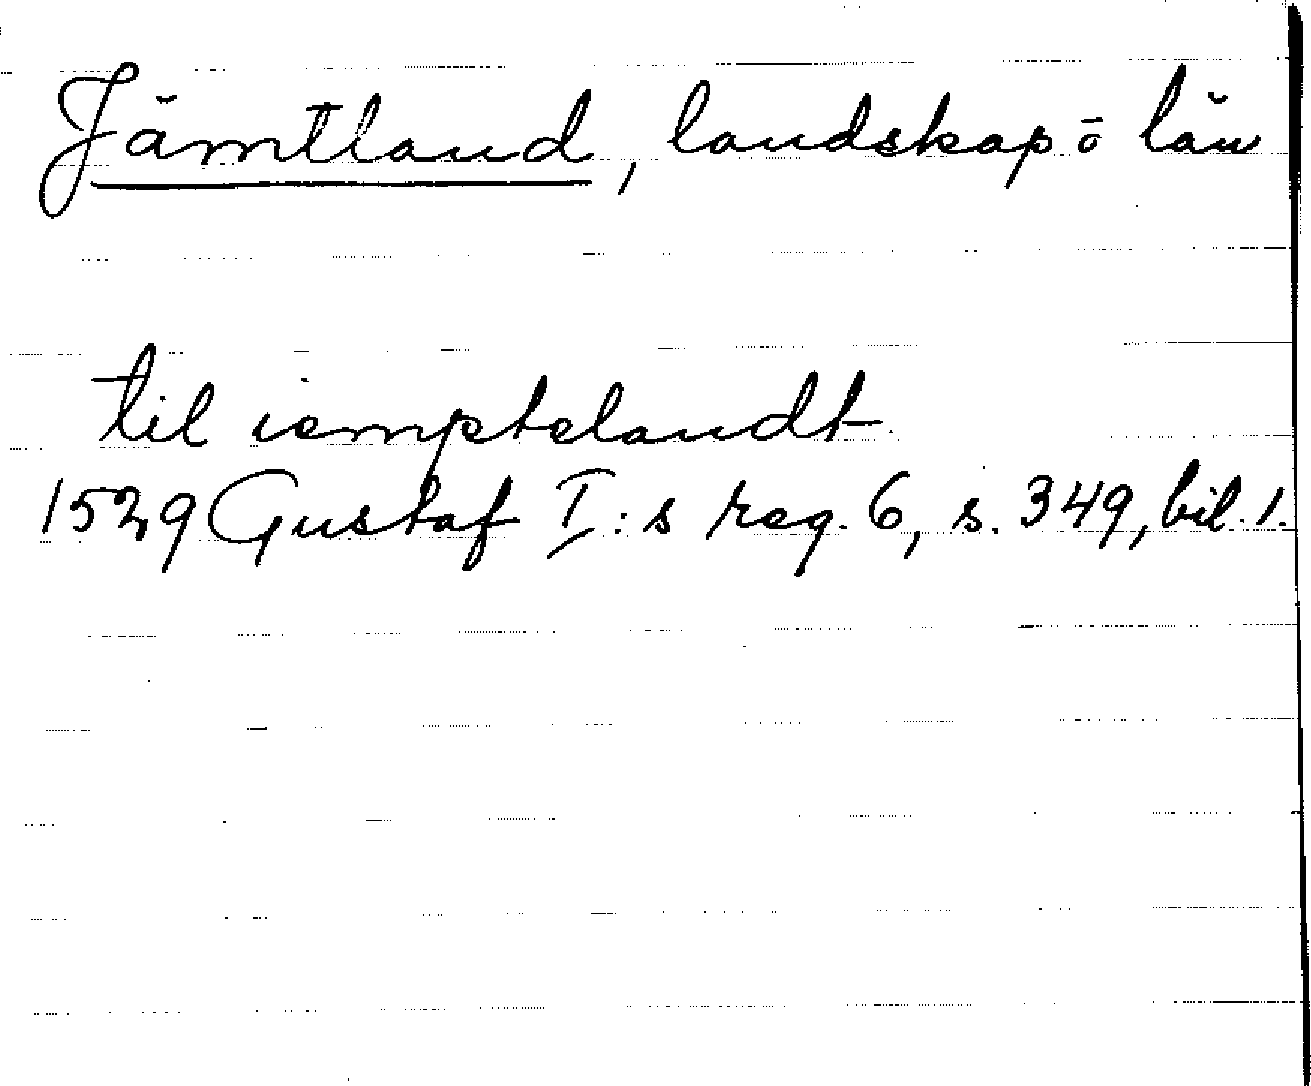 Jämtland, landskap o län
til iemptelandt
1529 Gustaf I:s reg. 6, s. 349, bil. 1.